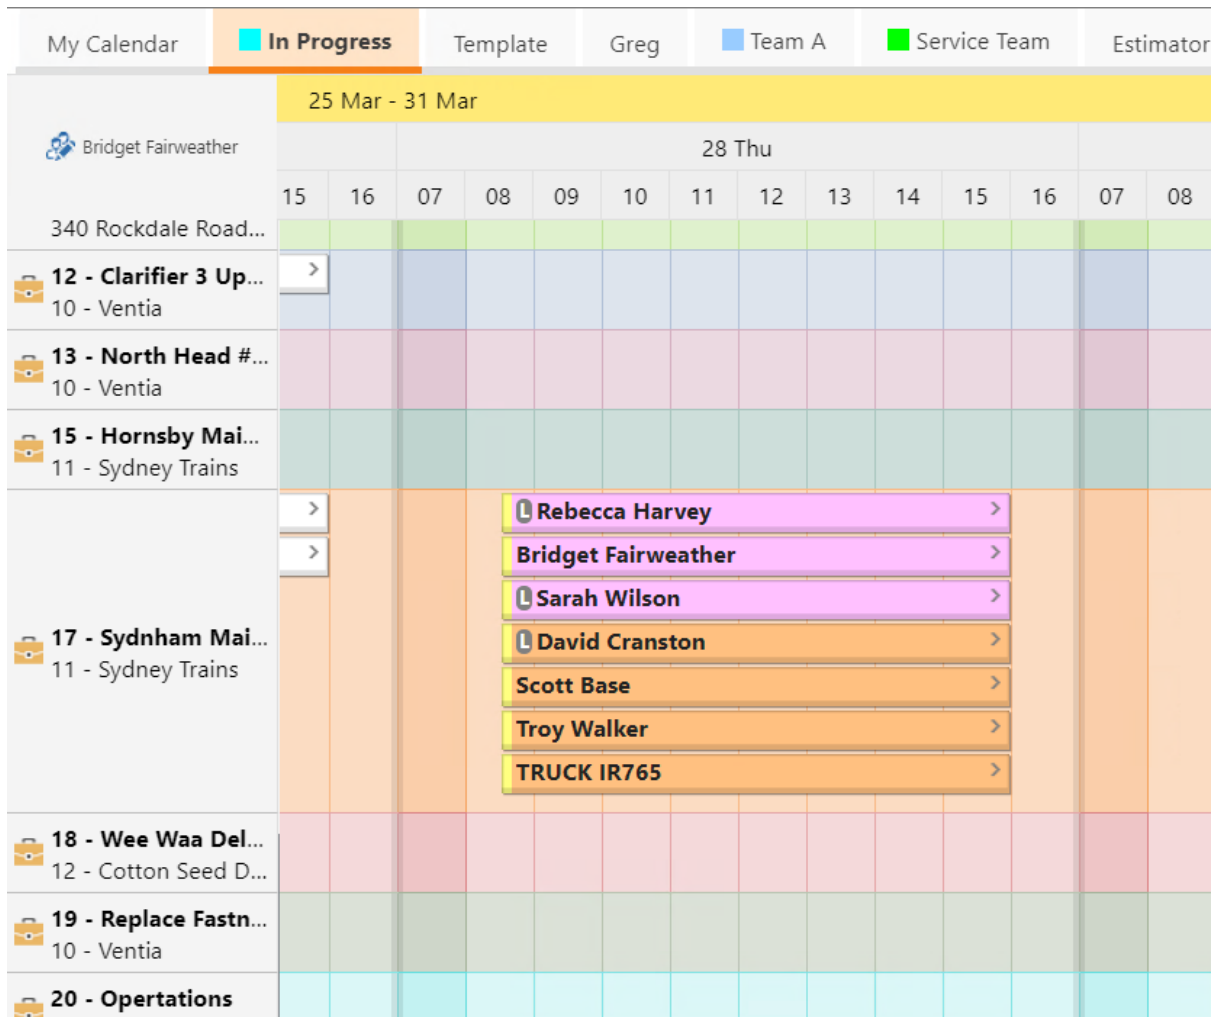 My Calendar In Progress Template Greg Team A Service Team Estimator
25 Mar - 31 Mar
Bridget Fairweather 28 Thu
15 16 07 08 09 10 11 12 13 14 15 16 07 08
340 Rockdale Road...
12 - Clarifier 3 Up...
10 - Ventia
13 - North Head #...
10 - Ventia
15 - Hornsby Mai...
11 - Sydney Trains
L Rebecca Harvey
Bridget Fairweather
L Sarah Wilson
17 - Sydnham Mai...
11 - Sydney Trains
L David Cranston
Scott Base
Troy Walker
TRUCK IR765
18 - Wee Waa Del...
12 - Cotton Seed D...
19 - Replace Fastn...
10 - Ventia
20 - Opertations